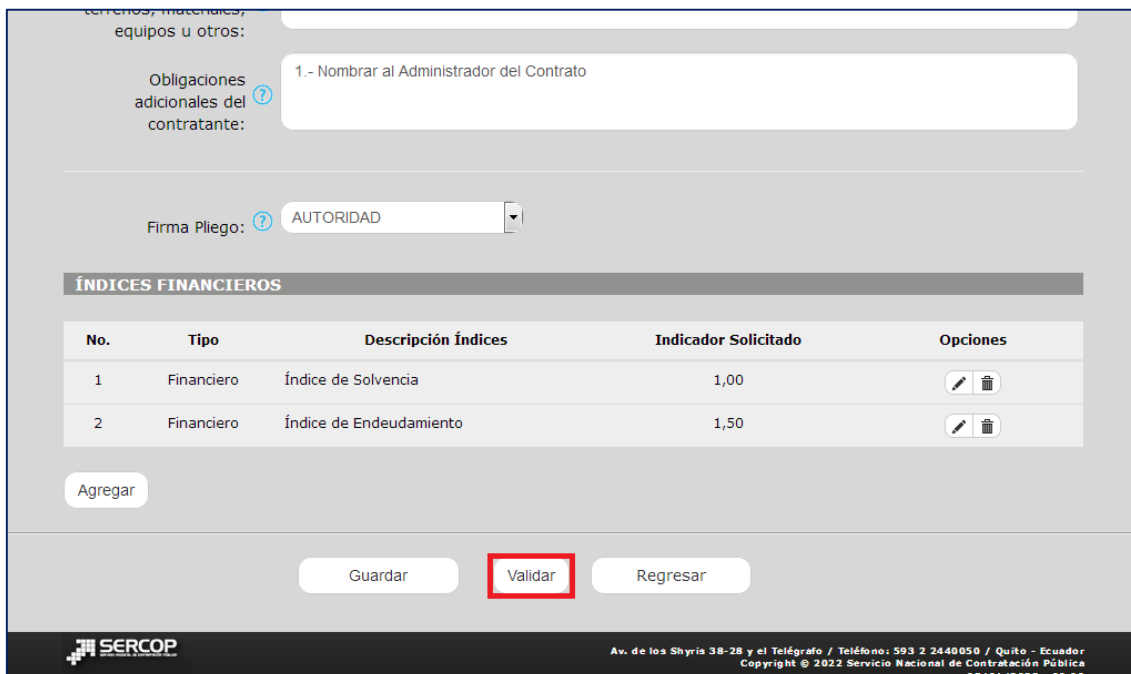 terrenos, materiales,
equipos u otros:
Obligaciones
adicionales del
contratante:
?
1.- Nombrar al Administrador del Contrato
Firma Pliego: ? AUTORIDAD
ÍNDICES FINANCIEROS
No. Tipo Descripción Índices Indicador Solicitado Opciones
1 Financiero Índice de Solvencia 1,00
2 Financiero Índice de Endeudamiento 1,50
Agregar
Guardar Validar Regresar
SERCOP
Av. de los Shyris 38-28 y el Telégrafo / Teléfono: 593 2 2440050 / Quito - Ecuador
Copyright © 2022 Servicio Nacional de Contratación Pública